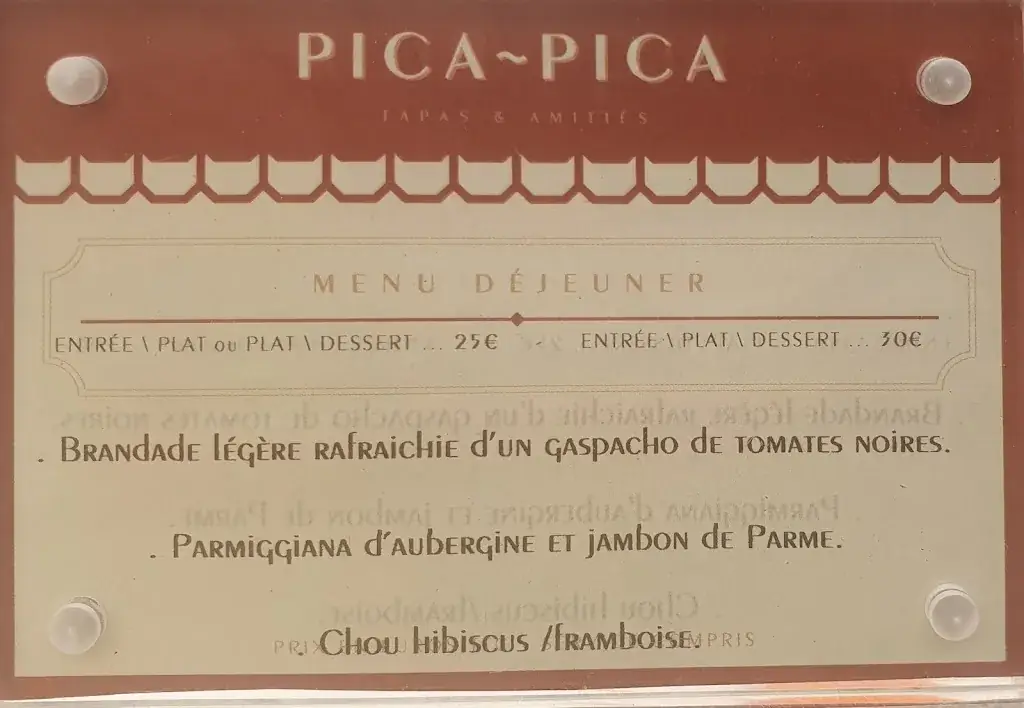 PICA~PICA
TAPAS & AMITIÉS
MENU DÉJEUNER
ENTRÉE \ PLAT ou PLAT \ DESSERT ... 25€ - ENTRÉE \ PLAT \ DESSERT ... 30€
. Brandade légère rafraichie d'un gaspacho de tomates noires.
. Parmiggiana d'aubergine et jambon de Parme.
. Chou hibiscus /framboise.
PRIX